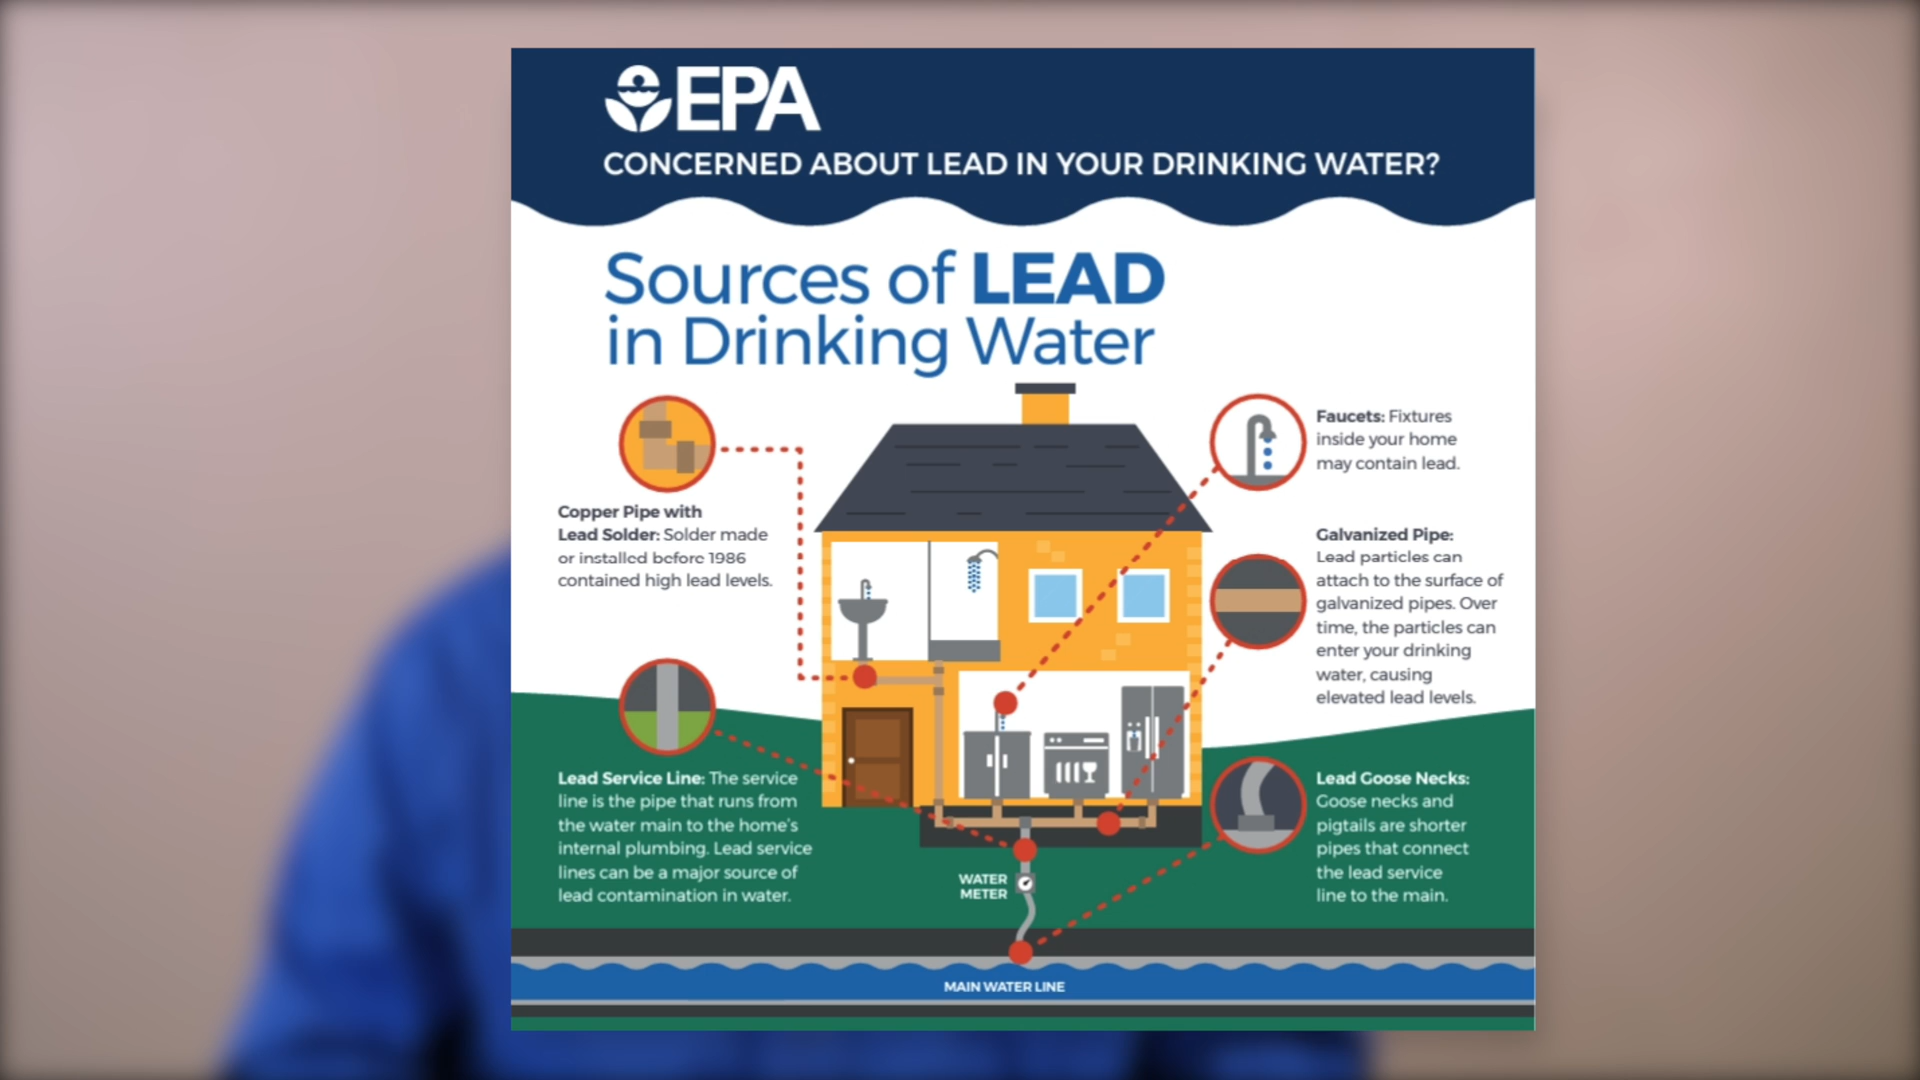 EPA
CONCERNED ABOUT LEAD IN YOUR DRINKING WATER?
Sources of LEAD
in Drinking Water
Copper Pipe with
Lead Solder: Solder made
or installed before 1986
contained high lead levels.
Faucets: Fixtures
inside your home
may contain lead.
Galvanized Pipe:
Lead particles can
attach to the surface of
galvanized pipes. Over
time, the particles can
enter your drinking
water, causing
elevated lead levels.
Lead Service Line: The service
line is the pipe that runs from
the water main to the home's
internal plumbing. Lead service
lines can be a major source of
lead contamination in water.
Lead Goose Necks:
Goose necks and
pigtails are shorter
pipes that connect
the lead service
line to the main.
WATER
METER
MAIN WATER LINE